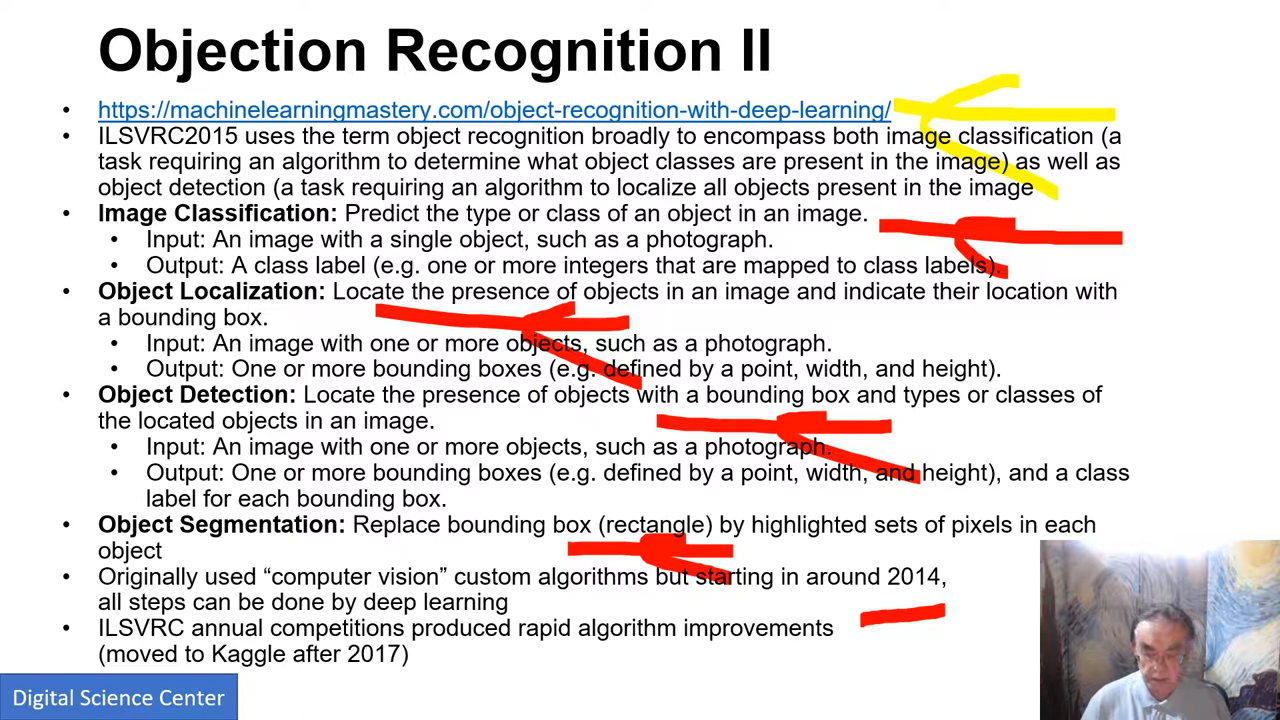 Objection Recognition II
• https://machinelearningmastery.com/object-recognition-with-deep-learning/
• ILSVRC2015 uses the term object recognition broadly to encompass both image classification (a
task requiring an algorithm to determine what object classes are present in the image) as well as
object detection (a task requiring an algorithm to localize all objects present in the image
• Image Classification: Predict the type or class of an object in an image.
• Input: An image with a single object, such as a photograph.
• Output: A class label (e.g. one or more integers that are mapped to class labels).
• Object Localization: Locate the presence of objects in an image and indicate their location with
a bounding box.
• Input: An image with one or more objects, such as a photograph.
• Output: One or more bounding boxes (e.g. defined by a point, width, and height).
• Object Detection: Locate the presence of objects with a bounding box and types or classes of
the located objects in an image.
• Input: An image with one or more objects, such as a photograph.
• Output: One or more bounding boxes (e.g. defined by a point, width, and height), and a class
label for each bounding box.
• Object Segmentation: Replace bounding box (rectangle) by highlighted sets of pixels in each
object
• Originally used “computer vision” custom algorithms but starting in around 2014,
all steps can be done by deep learning
• ILSVRC annual competitions produced rapid algorithm improvements
(moved to Kaggle after 2017)
Digital Science Center